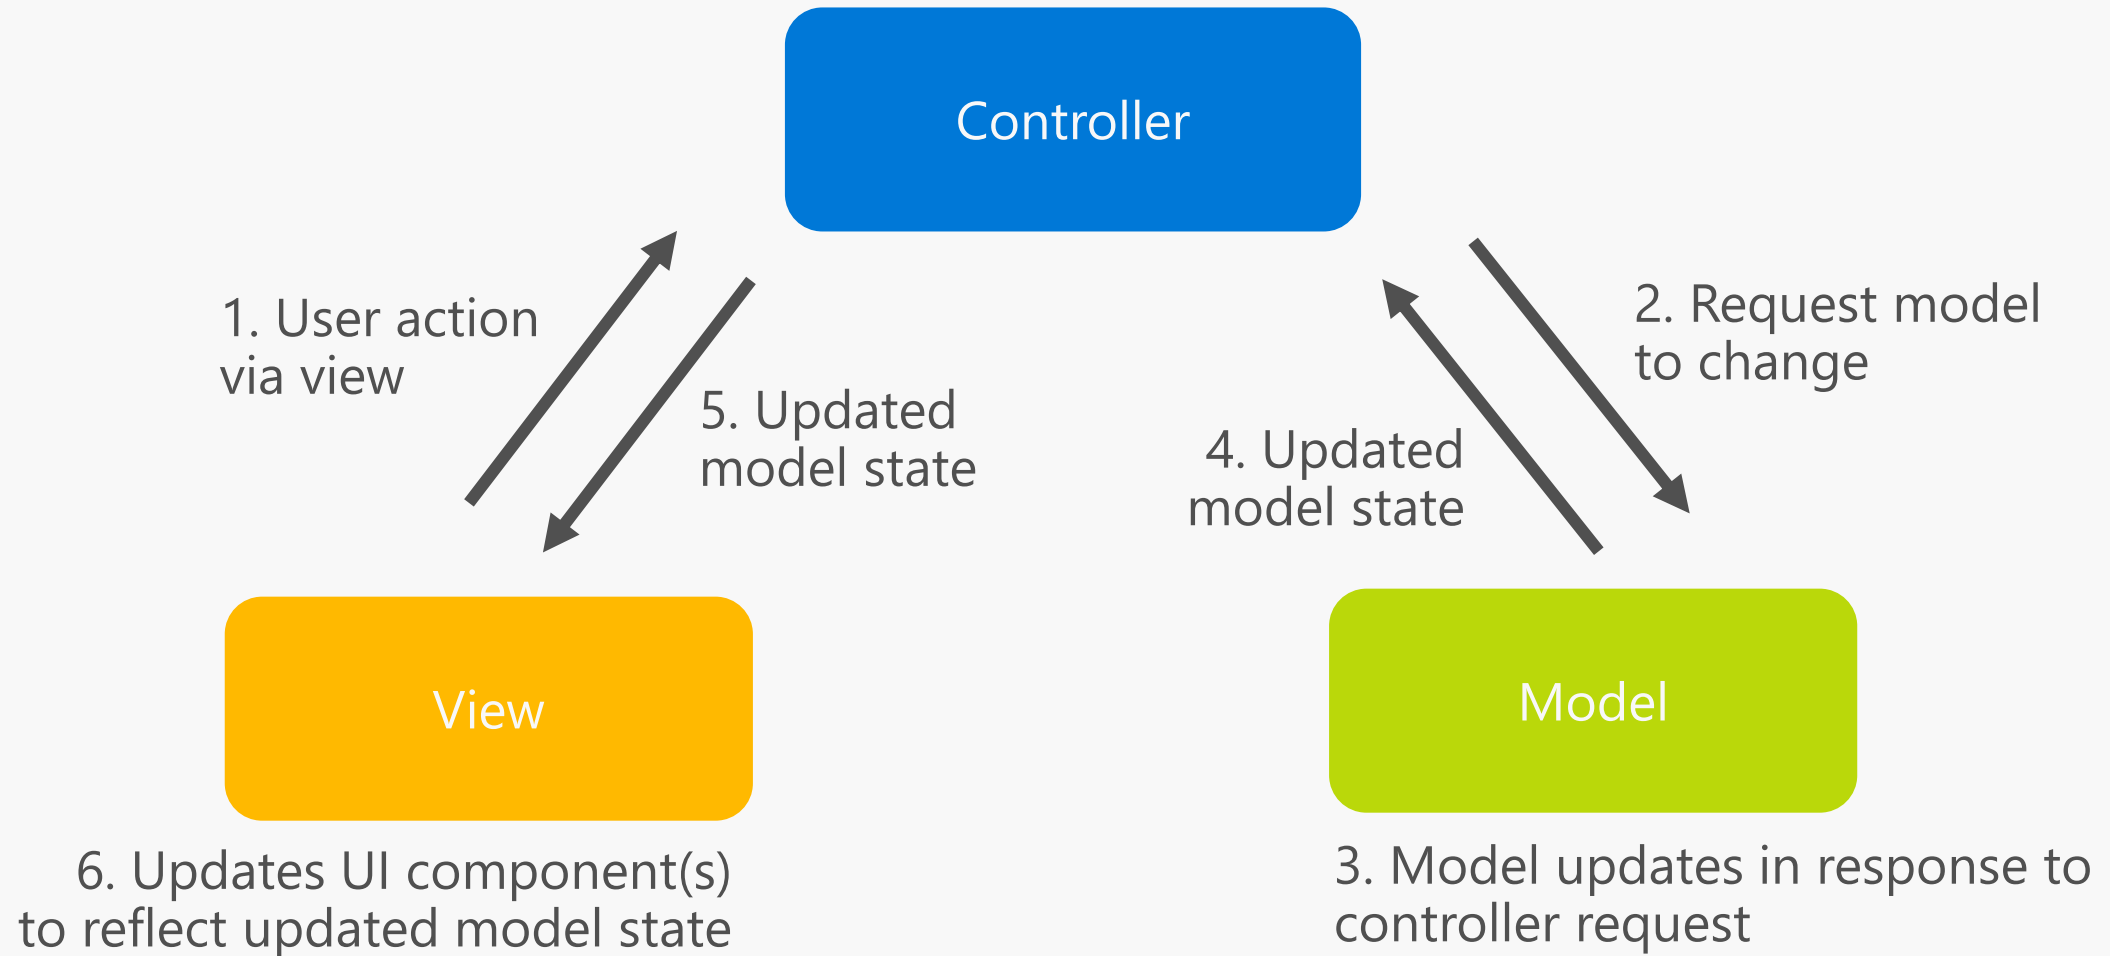 Controller
1. User action
via view
2. Request model
to change
5. Updated
model state
4. Updated
model state
View
Model
6. Updates UI component(s)
to reflect updated model state
3. Model updates in response to
controller request